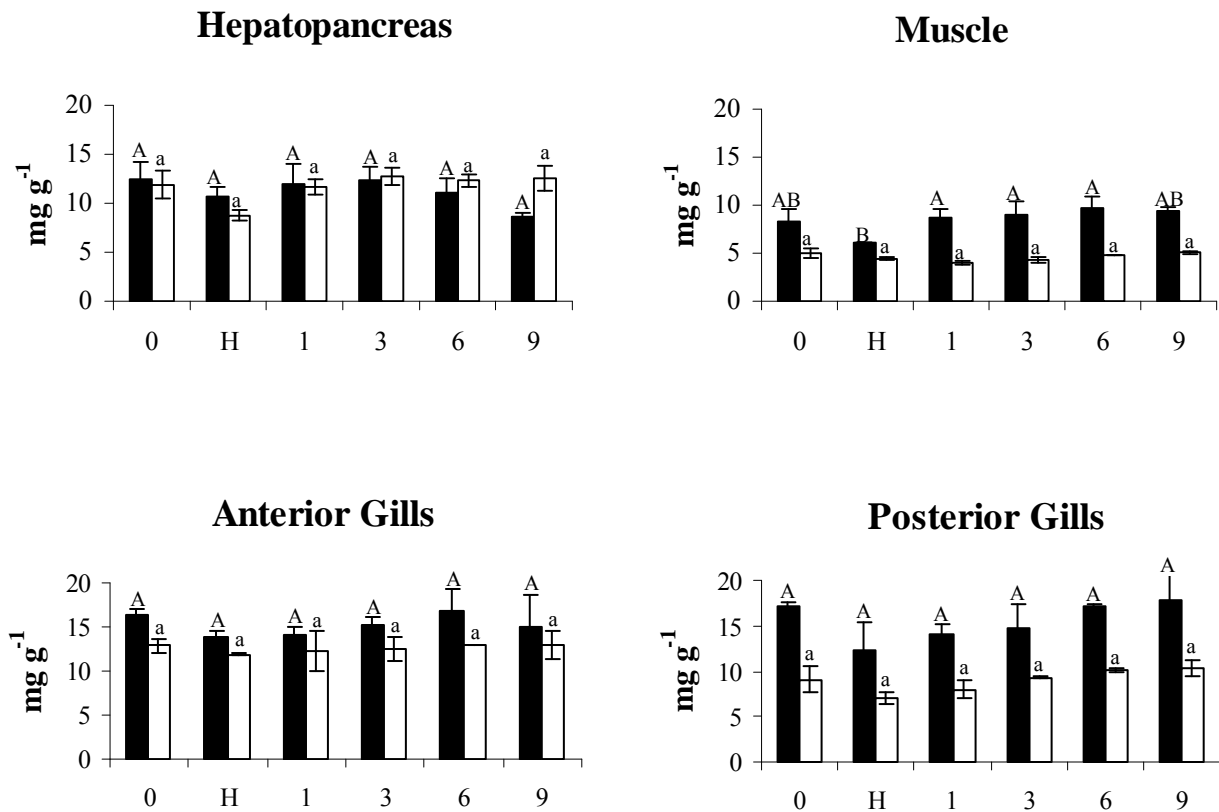 Hepatopancreas
mg g-1
20
15
10
5
0
A a A a A a A a A a A a
0 H 1 3 6 9
Muscle
mg g-1
20
15
10
5
0
AB a B a A a A a A a AB a
0 H 1 3 6 9
Anterior Gills
mg g-1
20
15
10
5
0
A a A a A a A a A a A a
0 H 1 3 6 9
Posterior Gills
mg g-1
20
15
10
5
0
A a A a A a A a A a A a
0 H 1 3 6 9